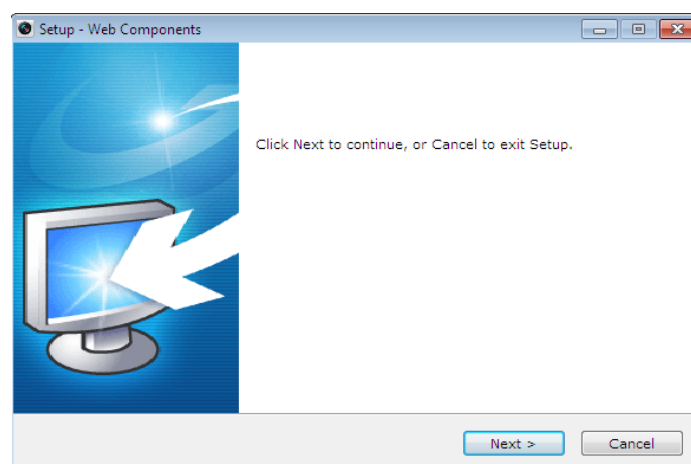 Setup - Web Components
Click Next to continue, or Cancel to exit Setup.
Next >
Cancel